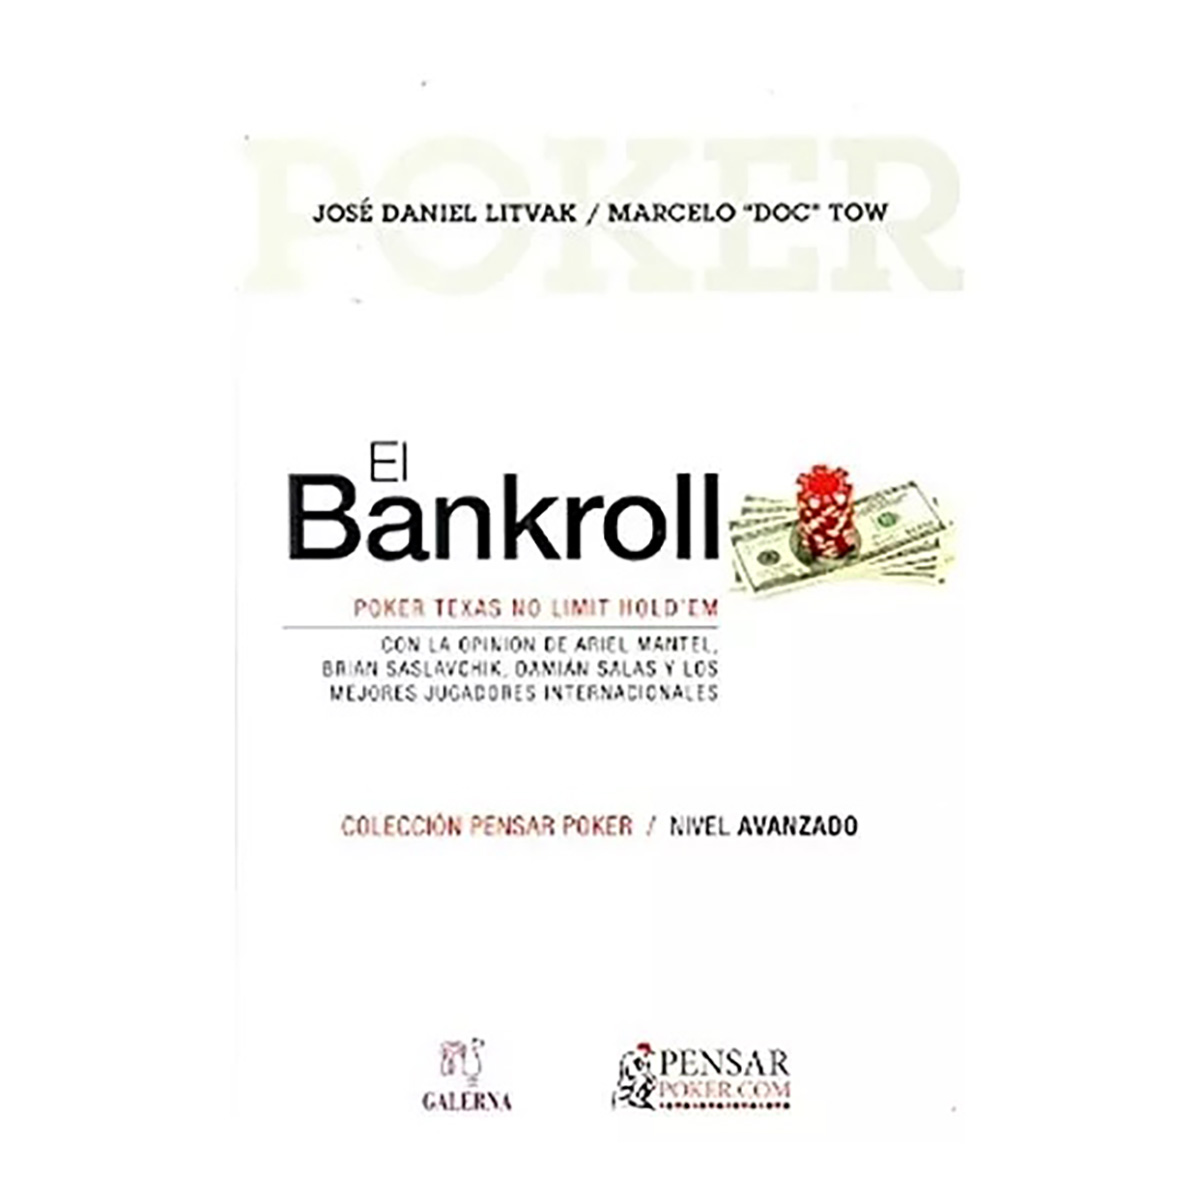 POKER
JOSÉ DANIEL LITVAK / MARCELO "DOC" TOW
El
Bankroll
POKER TEXAS NO LIMIT HOLD'EM
CON LA OPINION DE ARIEL MANTEL,
BRIAN SASLAVCHIK, DAMIÁN SALAS Y LOS
MEJORES JUGADORES INTERNACIONALES
COLECCIÓN PENSAR POKER / NIVEL AVANZADO
GALERNA
PENSAR
POKER.COM